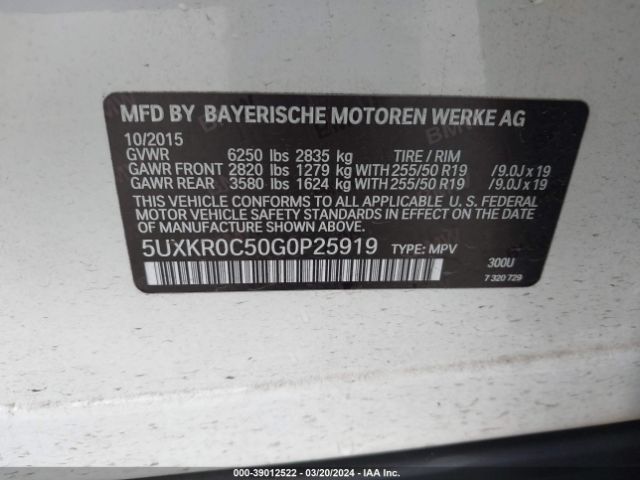 MFD BY BAYERISCHE MOTOREN WERKE AG
10/2015
GVWR 6250 lbs 2835 kg TIRE / RIM
GAWR FRONT 2820 lbs 1279 kg WITH 255/50 R19 /9.0J x 19
GAWR REAR 3580 lbs 1624 kg WITH 255/50 R19 /9.0J x 19
THIS VEHICLE CONFORMS TO ALL APPLICABLE U. S. FEDERAL
MOTOR VEHICLE SAFETY STANDARDS IN EFFECT ON THE DATE
OF MANUFACTURE SHOWN ABOVE.
5UXKR0C50G0P25919 TYPE: MPV
300U
7 320 729
000-39012522 - 03/20/2024 - IAA Inc.